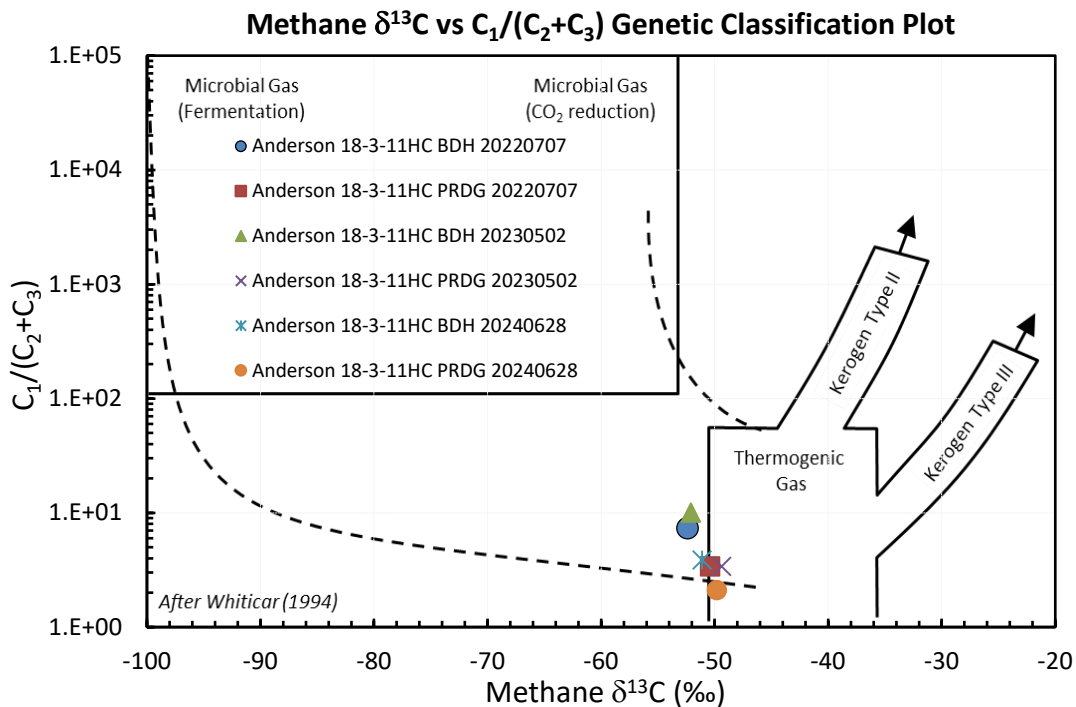 Methane δ¹³C vs C₁/(C₂+C₃) Genetic Classification Plot
1.E+05
1.E+04
1.E+03
1.E+02
1.E+01
1.E+00
C₁/(C₂+C₃)
Microbial Gas
(Fermentation)
Microbial Gas
(CO₂ reduction)
Anderson 18-3-11HC BDH 20220707
Anderson 18-3-11HC PRDG 20220707
Anderson 18-3-11HC BDH 20230502
Anderson 18-3-11HC PRDG 20230502
Anderson 18-3-11HC BDH 20240628
Anderson 18-3-11HC PRDG 20240628
Kerogen Type II
Kerogen Type III
Thermogenic
Gas
After Whiticar (1994)
-100 -90 -80 -70 -60 -50 -40 -30 -20
Methane δ¹³C (‰)